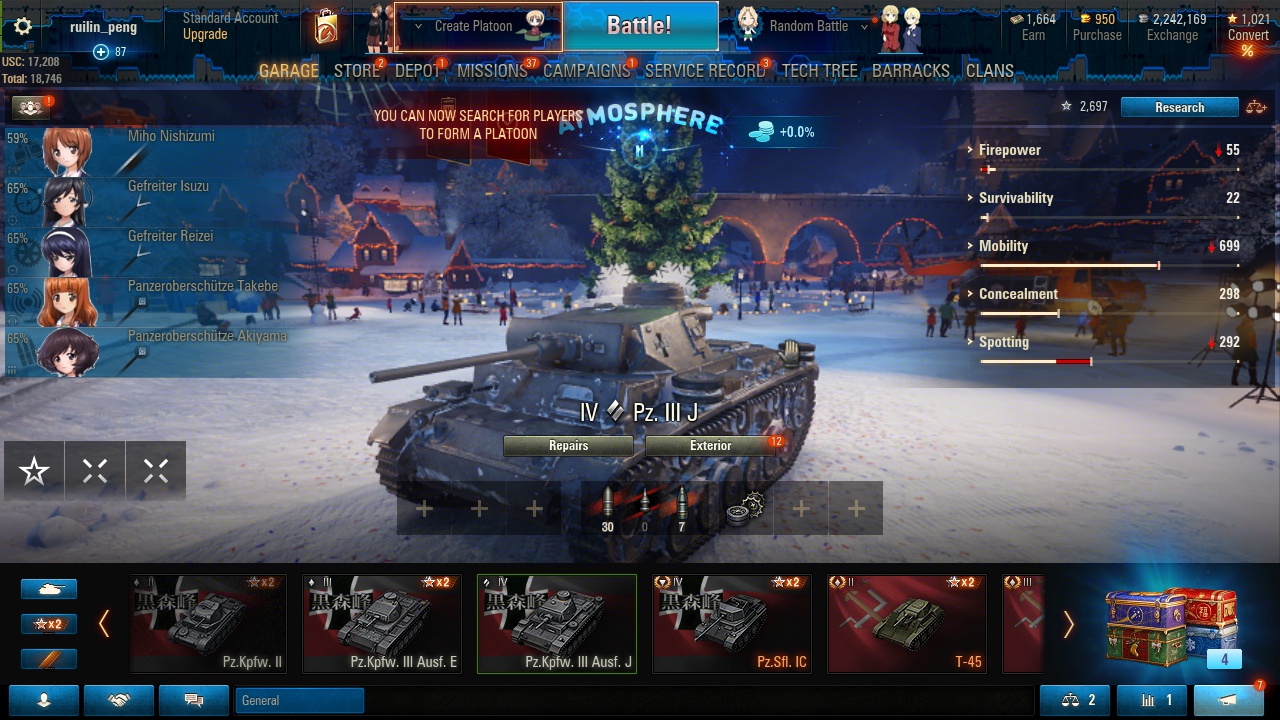 ruilin_peng
87
Standard Account
Upgrade
Create Platoon
Battle!
Random Battle
1,664
Earn
950
Purchase
2,242,169
Exchange
1,021
Convert
%
USC: 17,208
Total: 18,746
GARAGE
STORE 2
DEPOT 1
MISSIONS 37
CAMPAIGNS 1
SERVICE RECORD 3
TECH TREE
BARRACKS
CLANS
!
YOU CAN NOW SEARCH FOR PLAYERS
TO FORM A PLATOON
ATMOSPHERE
+0.0%
2,697
Research
59%
Miho Nishizumi
65%
Gefreiter Isuzu
65%
Gefreiter Reizei
65%
Panzeroberschütze Takebe
65%
Panzeroberschütze Akiyama
Firepower 55
Survivability 22
Mobility 699
Concealment 298
Spotting 292
IV Pz. III J
Repairs
Exterior 12
30 0 7
x2
II
黒森峰
x2
Pz.Kpfw. II
III
黒森峰
x2
Pz.Kpfw. III Ausf. E
IV
黒森峰
Pz.Kpfw. III Ausf. J
IV
黒森峰
x2
Pz.Sfl. IC
II
x2
T-45
III
4
General
2
1
7